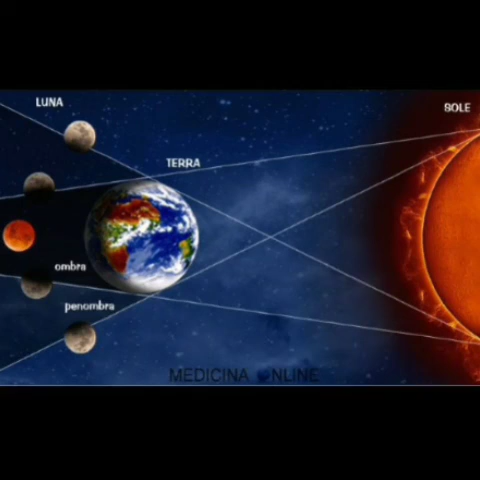 LUNA
SOLE
TERRA
ombra
penombra
MEDICINA ONLINE